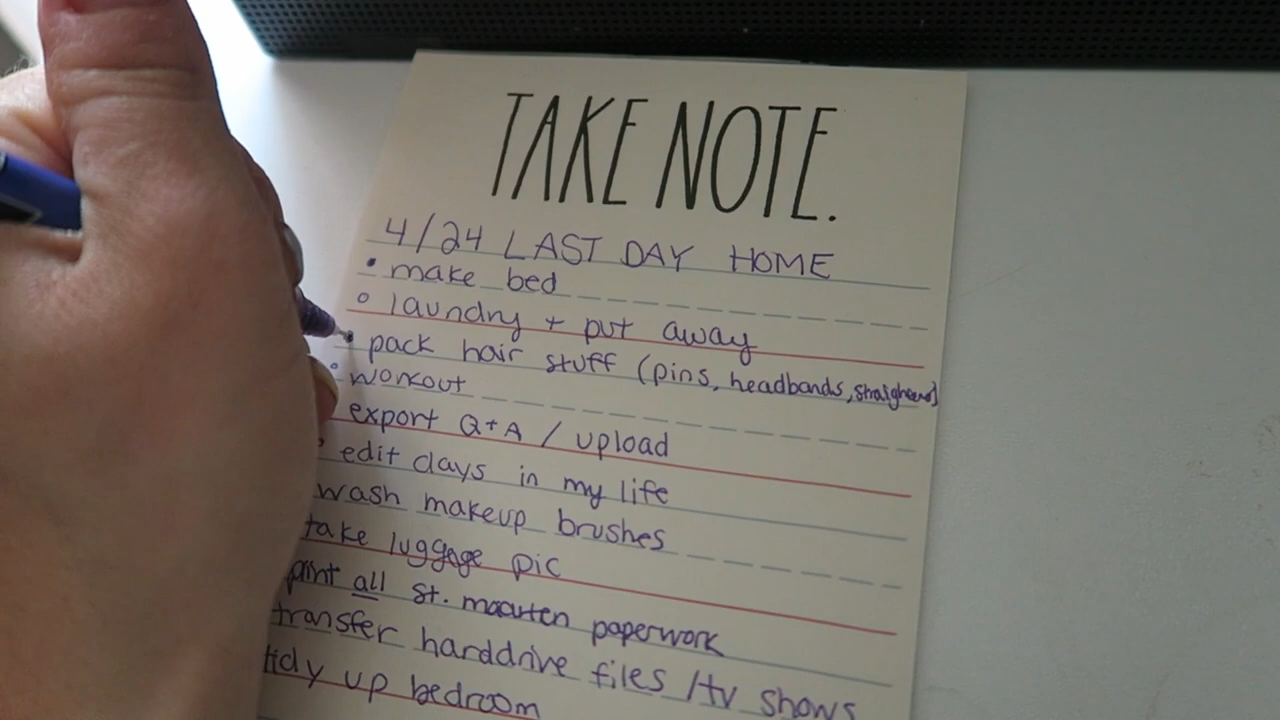 TAKE NOTE.
4/24 LAST DAY HOME
• make bed
○ laundry + put away
• pack hair stuff (pins, headbands, straightener)
○ workout
export Q+A / upload
edit days in my life
wash makeup brushes
take luggage pic
print all St. maarten paperwork
transfer harddrive files / tv shows
tidy up bedroom